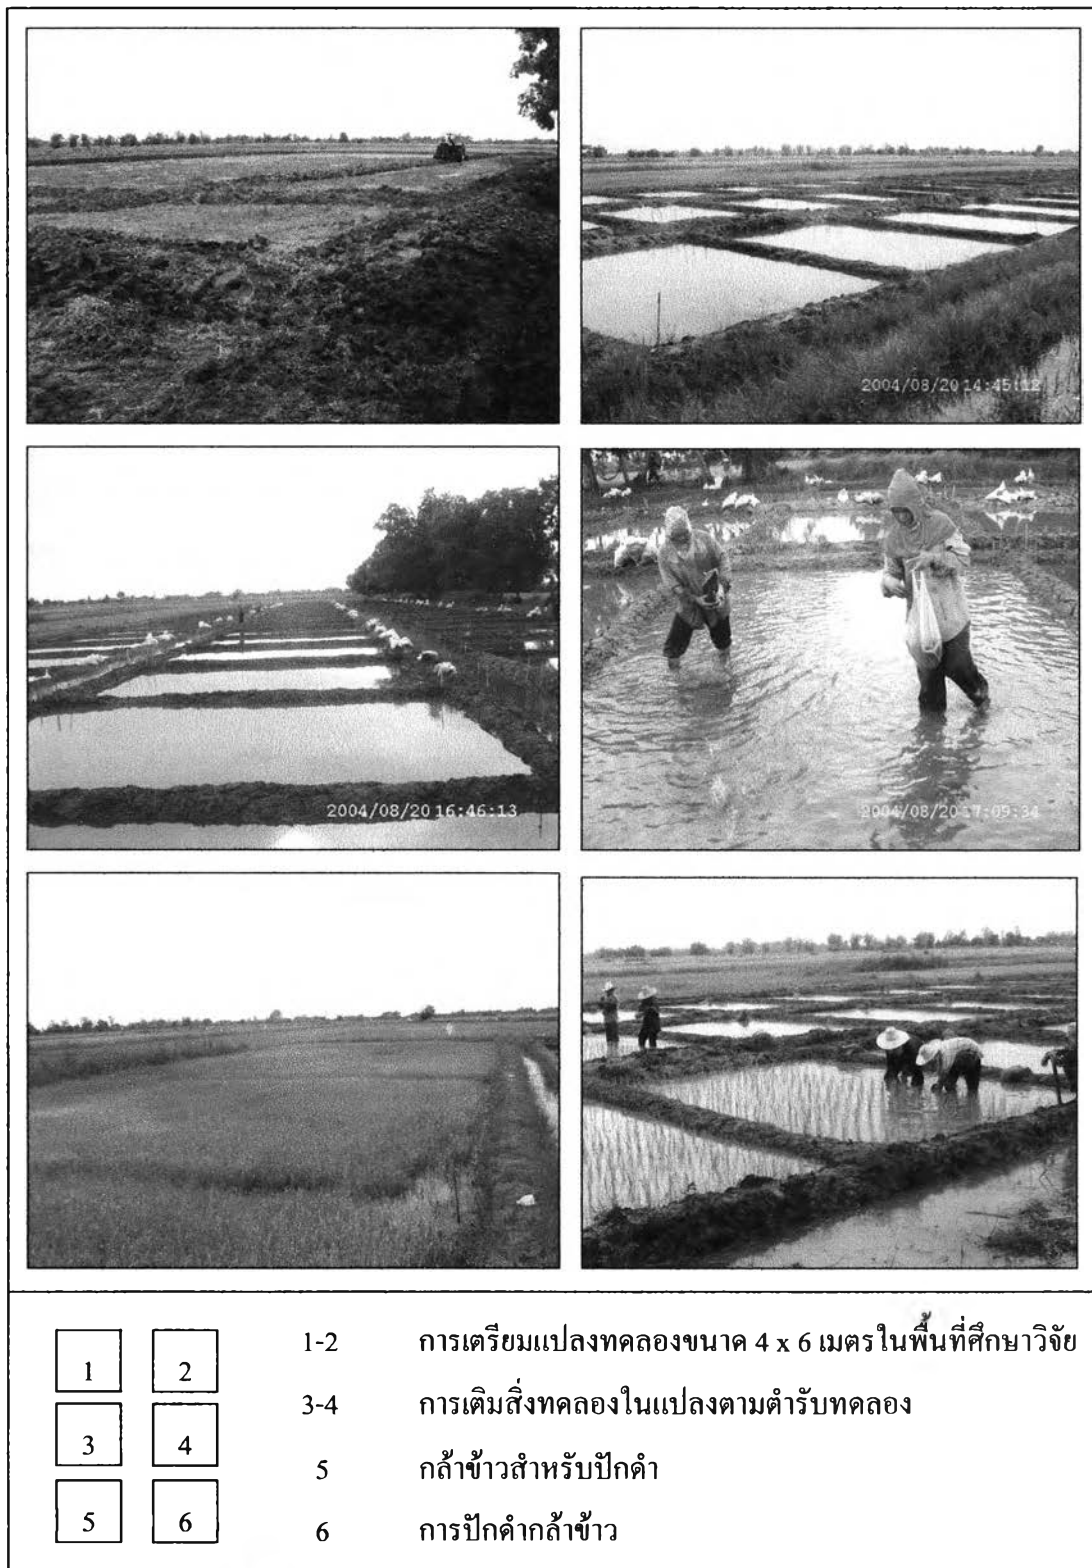 2004/08/20 14:45:12
2004/08/20 16:46:13
2004/08/20 17:09:34
1 2
3 4
5 6
1-2 การเตรียมแปลงทดลองขนาด 4 x 6 เมตรในพื้นที่ศึกษาวิจัย
3-4 การเติมสิ่งทดลองในแปลงตามตำรับทดลอง
5 กล้าข้าวสำหรับปักดำ
6 การปักดำกล้าข้าว